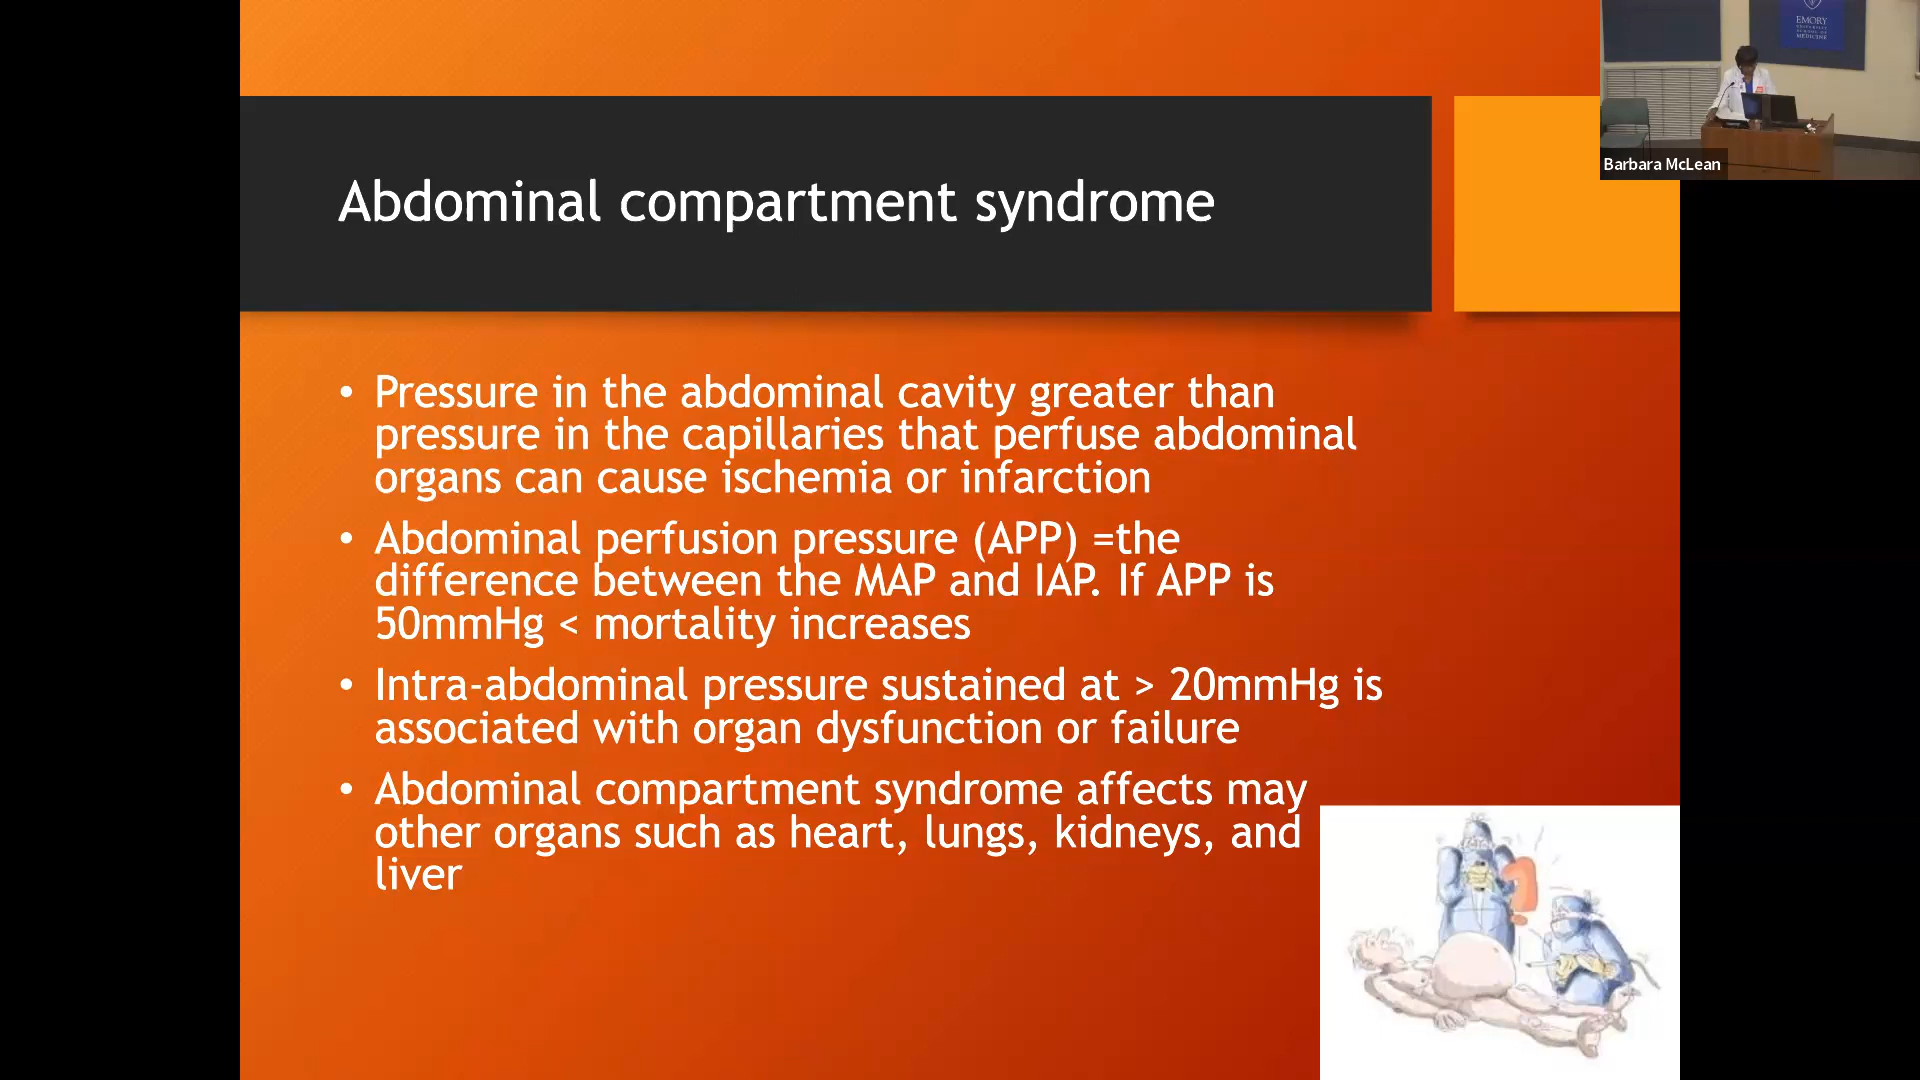 EMORY
Barbara McLean
Abdominal compartment syndrome
• Pressure in the abdominal cavity greater than
pressure in the capillaries that perfuse abdominal
organs can cause ischemia or infarction
• Abdominal perfusion pressure (APP) =the
difference between the MAP and IAP. If APP is
50mmHg < mortality increases
• Intra-abdominal pressure sustained at > 20mmHg is
associated with organ dysfunction or failure
• Abdominal compartment syndrome affects may
other organs such as heart, lungs, kidneys, and
liver